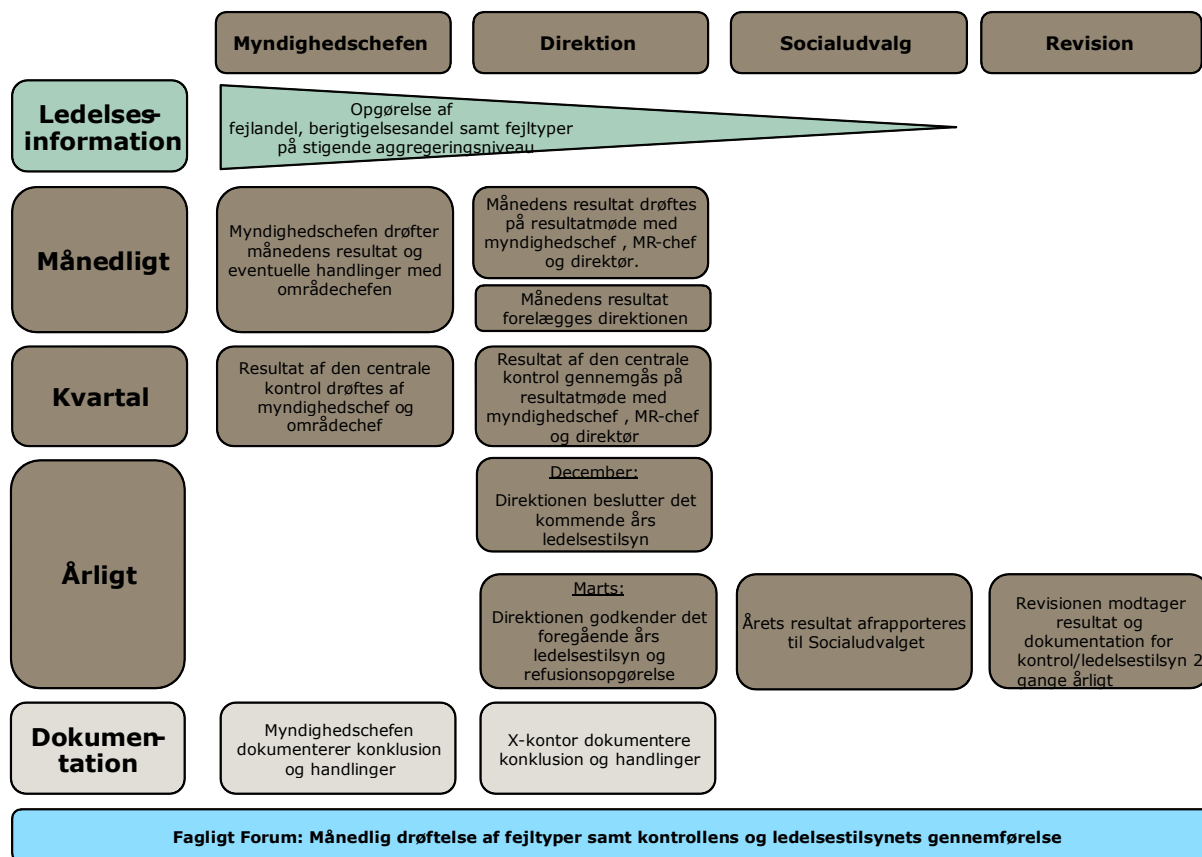 Myndighedschefen
Direktion
Socialudvalg
Revision
Ledelses-
information
Opgørelse af
fejlandel, berigtigelsesandel samt fejltyper
på stigende aggregeringsniveau
Månedligt
Myndighedschefen drøfter
månedens resultat og
eventuelle handlinger med
områdechefen
Månedens resultat drøftes
på resultatmøde med
myndighedschef , MR-chef
og direktør.
Månedens resultat
forelægges direktionen
Kvartal
Resultat af den centrale
kontrol drøftes af
myndighedschef og
områdechef
Resultat af den centrale
kontrol gennemgås på
resultatmøde med
myndighedschef , MR-chef
og direktør
Årligt
December:
Direktionen beslutter det
kommende års
ledelsestilsyn
Marts:
Direktionen godkender det
foregående års
ledelsestilsyn og
refusionsopgørelse
Årets resultat afrapporteres
til Socialudvalget
Revisionen modtager
resultat og
dokumentation for
kontrol/ledelsestilsyn 2
gange årligt
Dokumen-
tation
Myndighedschefen
dokumenterer konklusion
og handlinger
X-kontor dokumentere
konklusion og handlinger
Fagligt Forum: Månedlig drøftelse af fejltyper samt kontrollens og ledelsestilsynets gennemførelse